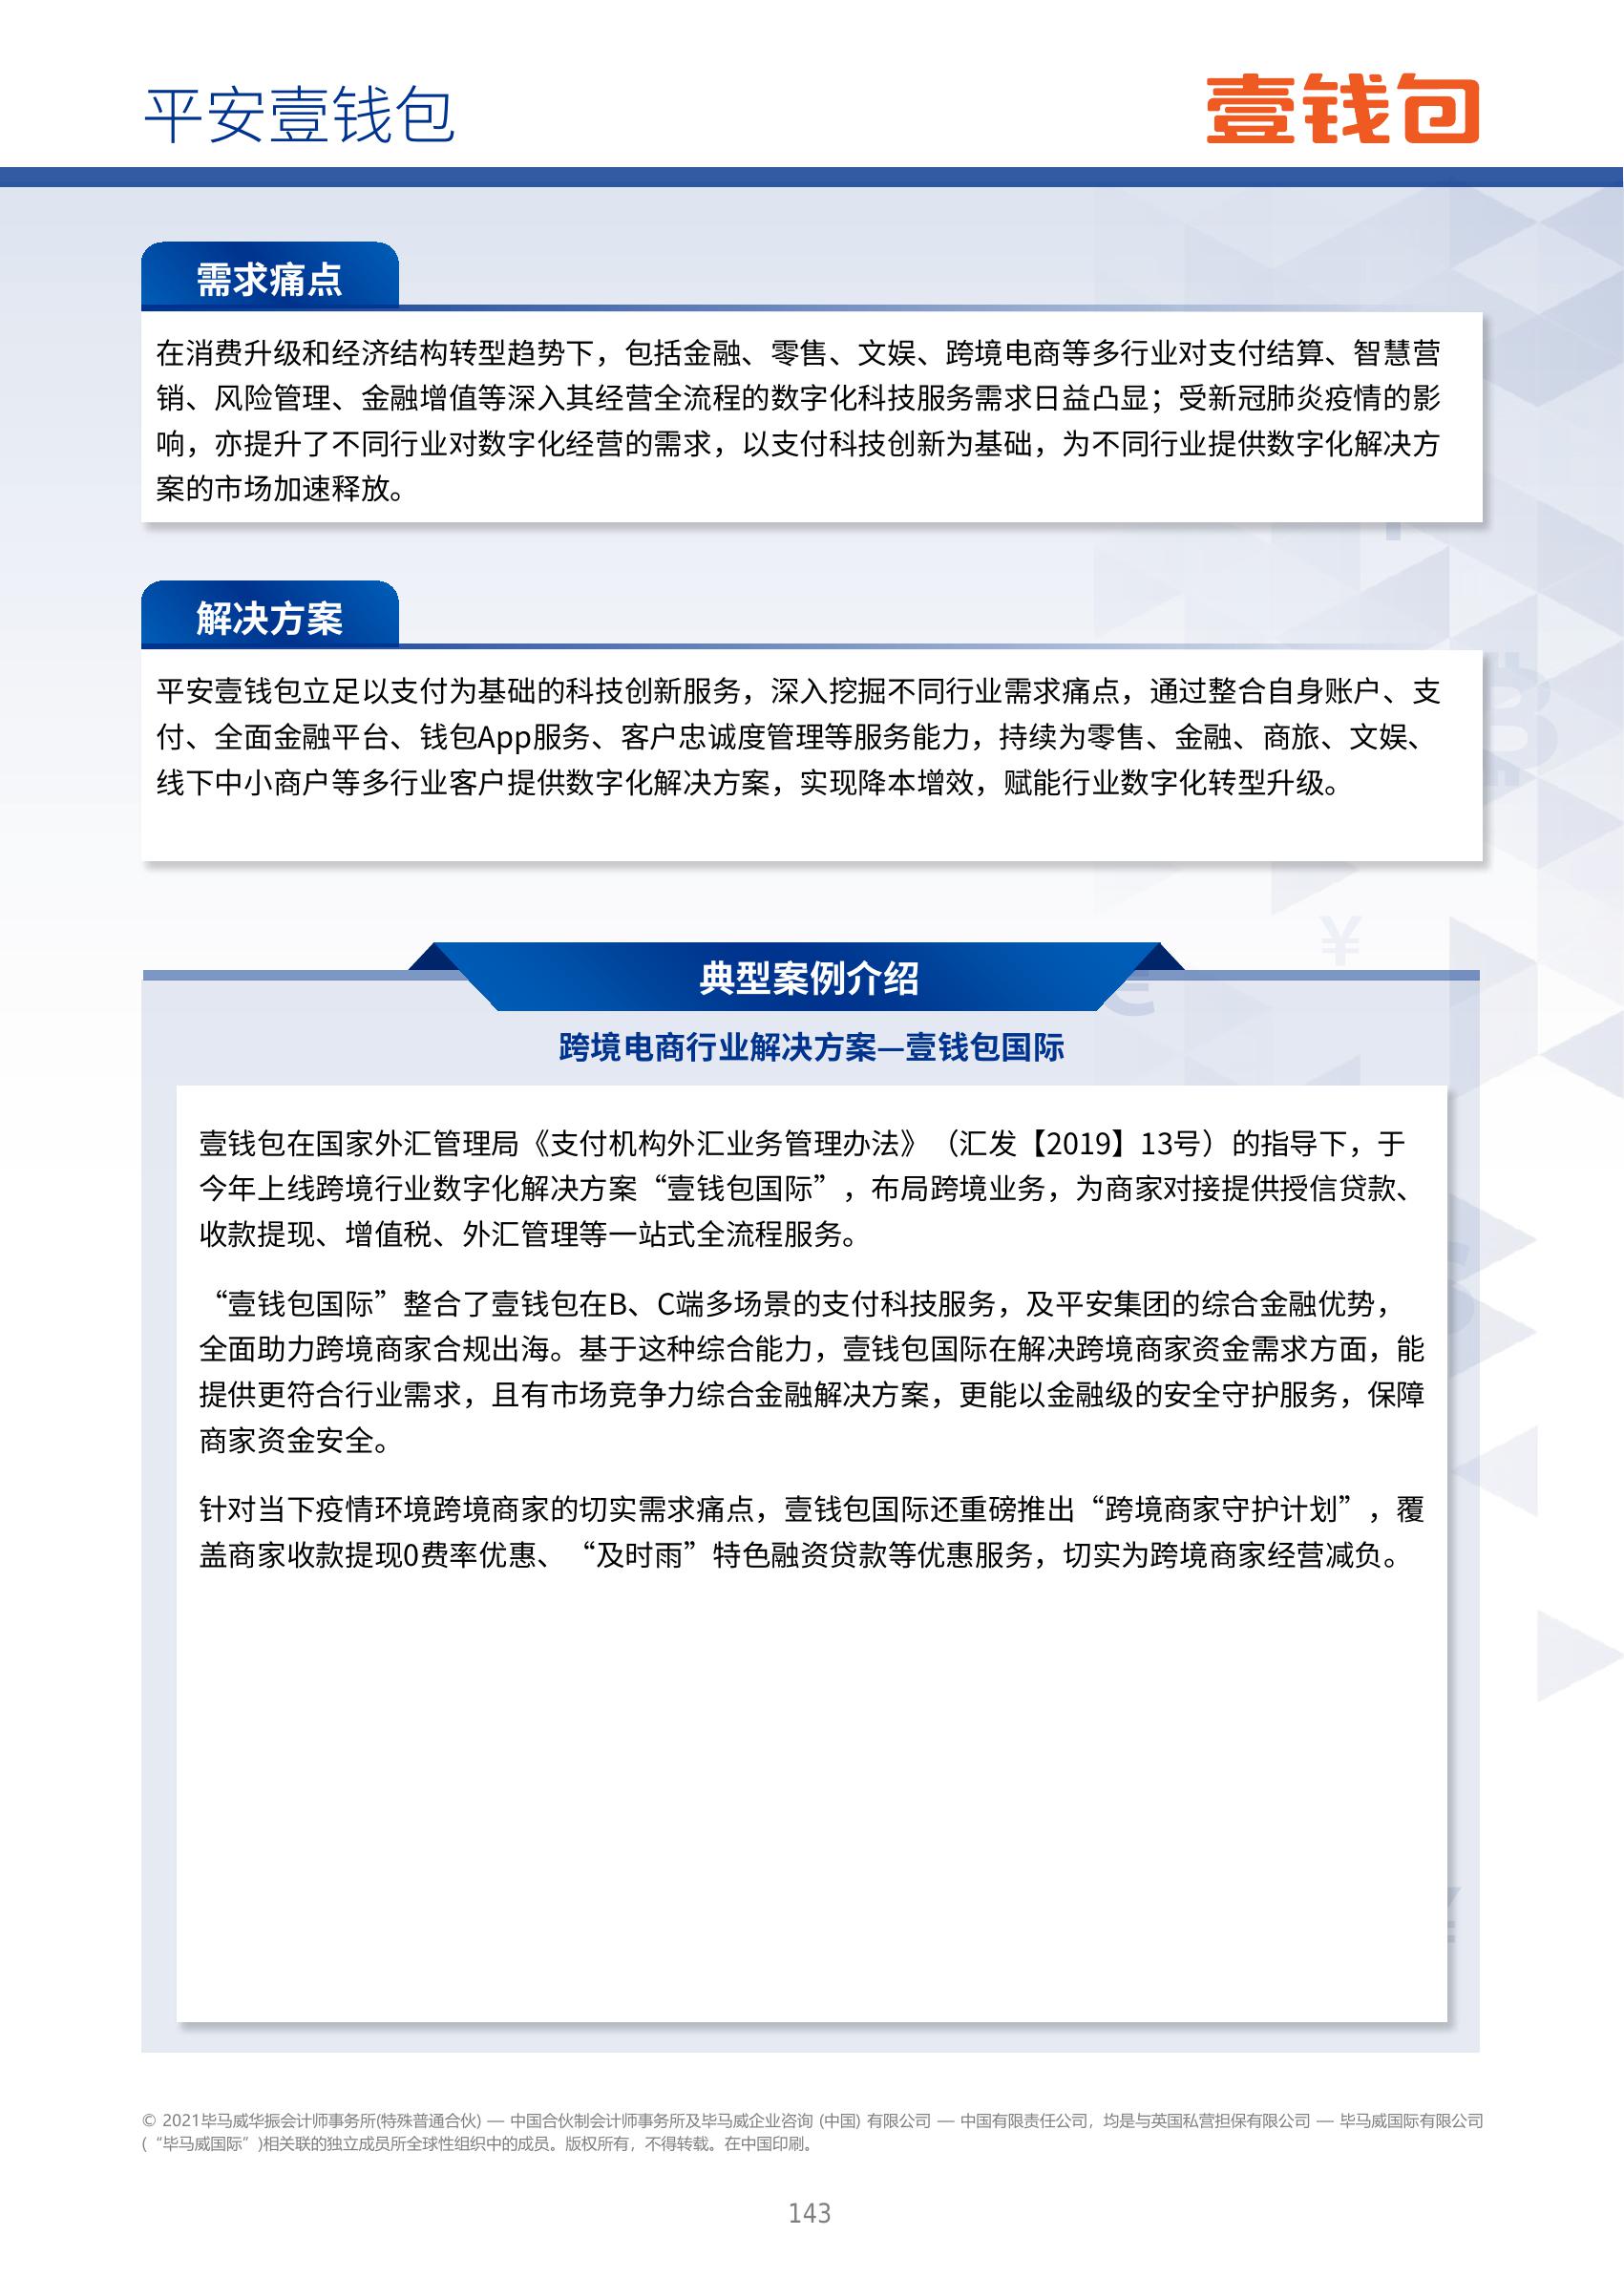 平安壹钱包
壹钱包
需求痛点
在消费升级和经济结构转型趋势下，包括金融、零售、文娱、跨境电商等多行业对支付结算、智慧营
销、风险管理、金融增值等深入其经营全流程的数字化科技服务需求日益凸显；受新冠肺炎疫情的影
响，亦提升了不同行业对数字化经营的需求，以支付科技创新为基础，为不同行业提供数字化解决方
案的市场加速释放。
解决方案
平安壹钱包立足以支付为基础的科技创新服务，深入挖掘不同行业需求痛点，通过整合自身账户、支
付、全面金融平台、钱包App服务、客户忠诚度管理等服务能力，持续为零售、金融、商旅、文娱、
线下中小商户等多行业客户提供数字化解决方案，实现降本增效，赋能行业数字化转型升级。
典型案例介绍
跨境电商行业解决方案—壹钱包国际
壹钱包在国家外汇管理局《支付机构外汇业务管理办法》（汇发【2019】13号）的指导下，于
今年上线跨境行业数字化解决方案“壹钱包国际”，布局跨境业务，为商家对接提供授信贷款、
收款提现、增值税、外汇管理等一站式全流程服务。
“壹钱包国际”整合了壹钱包在B、C端多场景的支付科技服务，及平安集团的综合金融优势，
全面助力跨境商家合规出海。基于这种综合能力，壹钱包国际在解决跨境商家资金需求方面，能
提供更符合行业需求，且有市场竞争力综合金融解决方案，更能以金融级的安全守护服务，保障
商家资金安全。
针对当下疫情环境跨境商家的切实需求痛点，壹钱包国际还重磅推出“跨境商家守护计划”，覆
盖商家收款提现0费率优惠、“及时雨”特色融资贷款等优惠服务，切实为跨境商家经营减负。
© 2021毕马威华振会计师事务所(特殊普通合伙) — 中国合伙制会计师事务所及毕马威企业咨询 (中国) 有限公司 — 中国有限责任公司，均是与英国私营担保有限公司 — 毕马威国际有限公司
(“毕马威国际”)相关联的独立成员所全球性组织中的成员。版权所有，不得转载。在中国印刷。
143